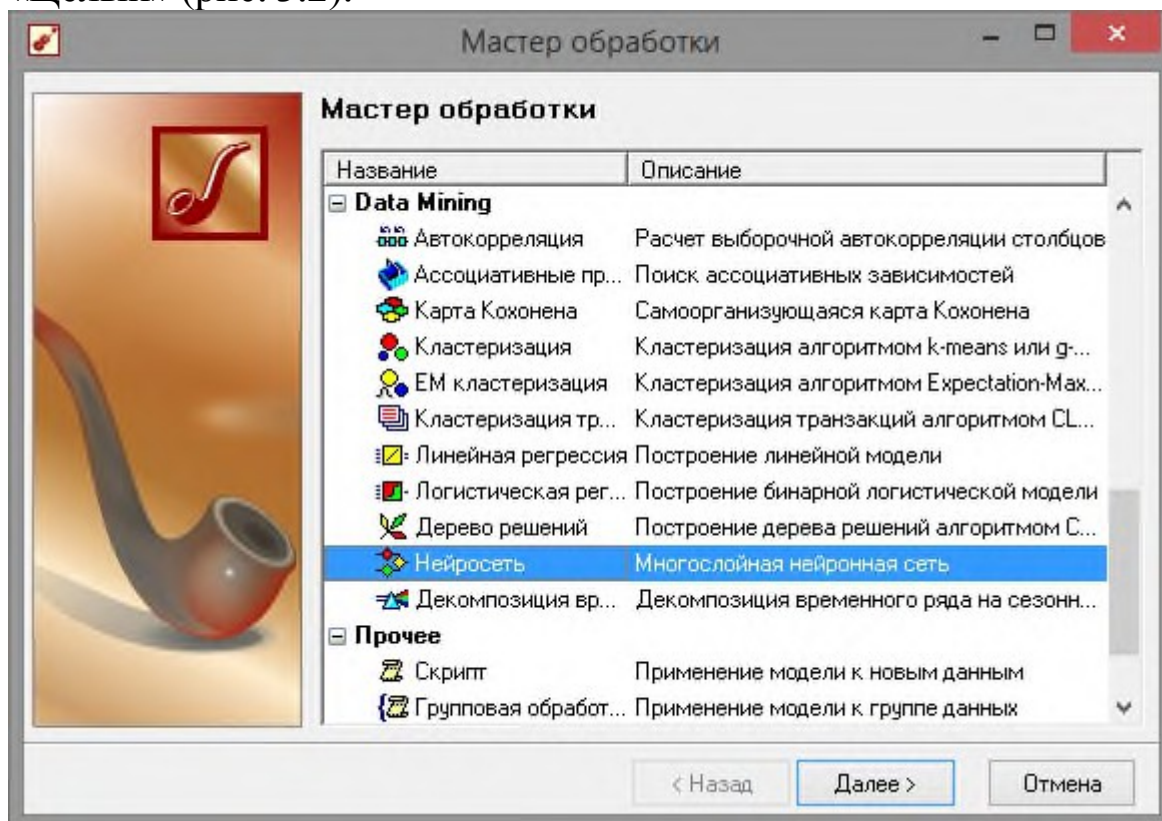 (рис. 5.2).
Мастер обработки
Мастер обработки
Название Описание
Data Mining
Автокорреляция Расчет выборочной автокорреляции столбцов
Ассоциативные пр... Поиск ассоциативных зависимостей
Карта Кохонена Самоорганизующаяся карта Кохонена
Кластеризация Кластеризация алгоритмом k-means или g-...
EM кластеризация Кластеризация алгоритмом Expectation-Max...
Кластеризация тр... Кластеризация транзакций алгоритмом CL...
Линейная регрессия Построение линейной модели
Логистическая рег... Построение бинарной логистической модели
Дерево решений Построение дерева решений алгоритмом C...
Нейросеть Многослойная нейронная сеть
Декомпозиция вр... Декомпозиция временного ряда на сезонн...
Прочее
Скрипт Применение модели к новым данным
Групповая обработ... Применение модели к группе данных
< Назад Далее > Отмена